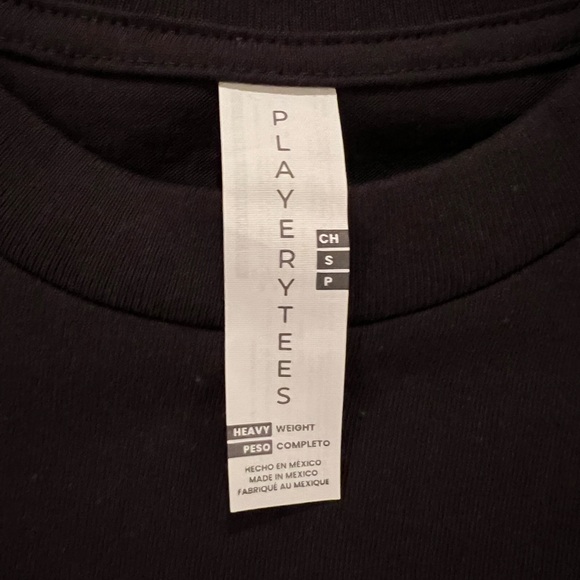 PLAYERYTEES
CH
S
P
HEAVY WEIGHT
PESO COMPLETO
HECHO EN MÉXICO
MADE IN MEXICO
FABRIQUÉ AU MEXIQUE